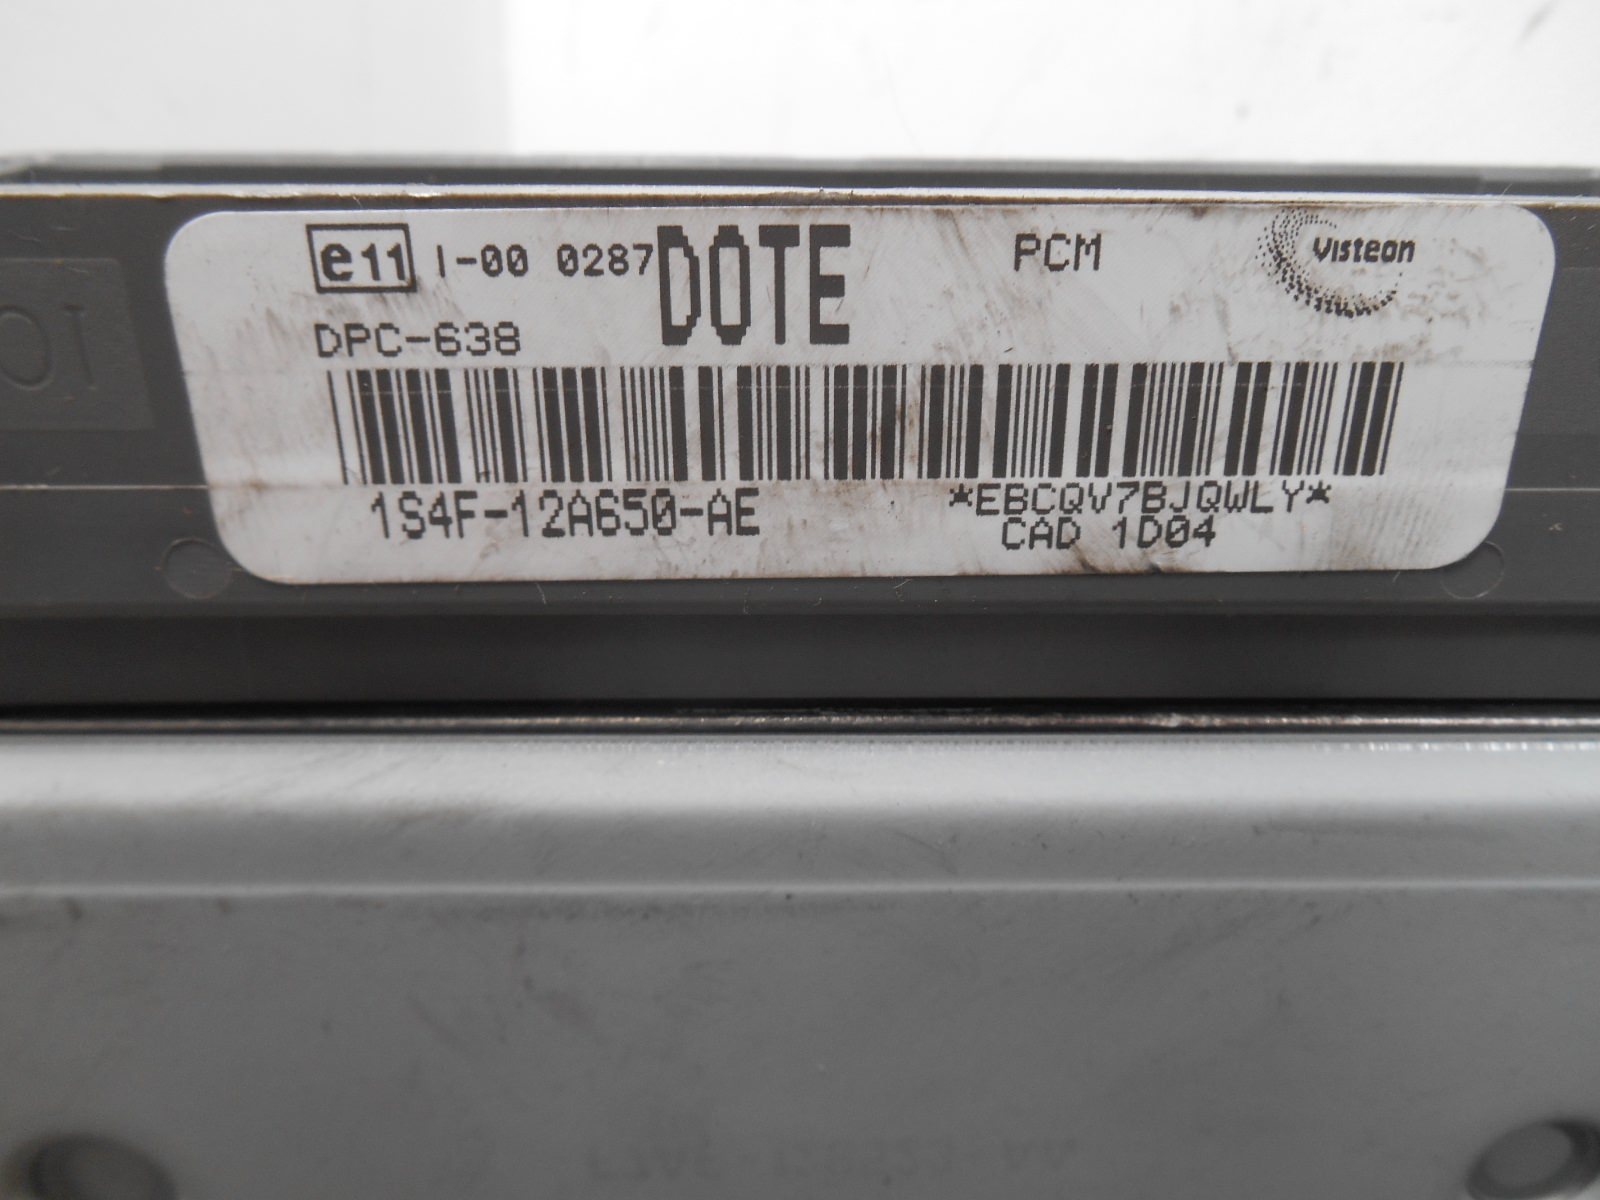 e11 I-00 0287 DOTE PCM Visteon
DPC-638
1S4F-12A650-AE *EBCQV7BJQWLY*
CAD 1D04